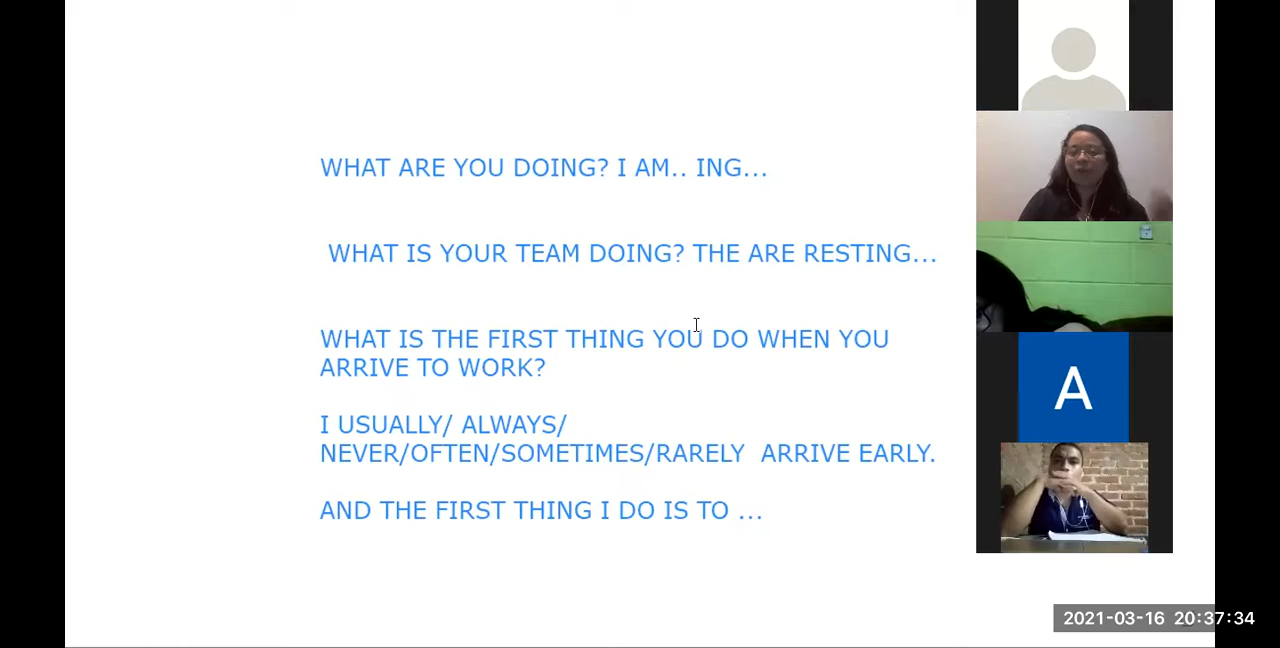 WHAT ARE YOU DOING? I AM.. ING...
WHAT IS YOUR TEAM DOING? THE ARE RESTING...
WHAT IS THE FIRST THING YOU DO WHEN YOU
ARRIVE TO WORK?
I USUALLY/ ALWAYS/
NEVER/OFTEN/SOMETIMES/RARELY  ARRIVE EARLY.
AND THE FIRST THING I DO IS TO ...
A
2021-03-16 20:37:34